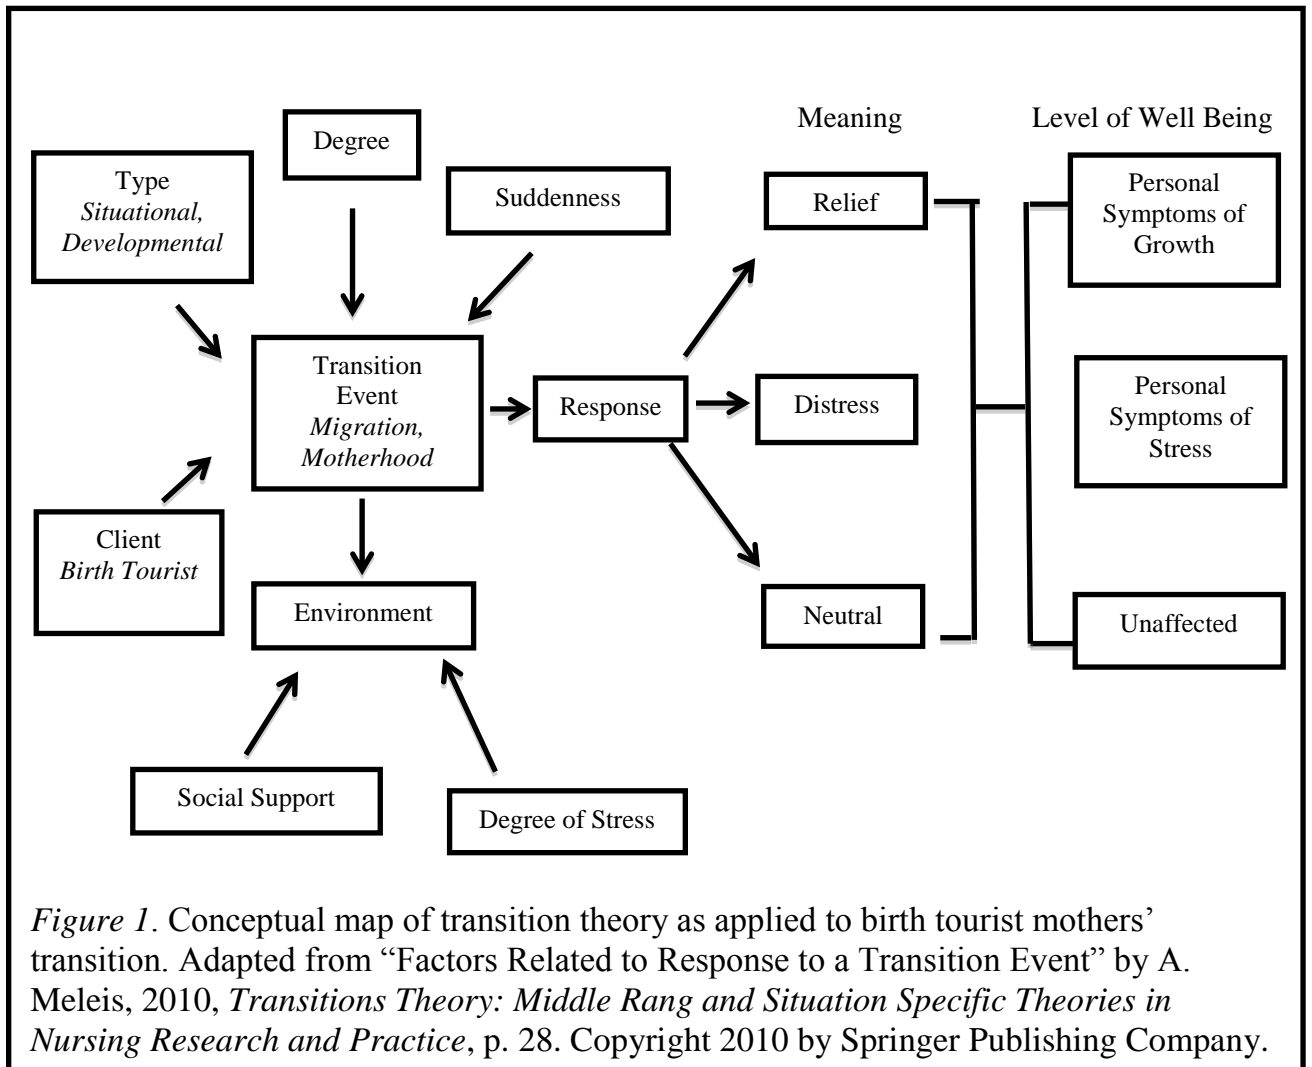 Degree
Meaning
Level of Well Being
Type
Situational,
Developmental
Suddenness
Relief
Personal
Symptoms of
Growth
Transition
Event
Migration,
Motherhood
Response
Distress
Personal
Symptoms of
Stress
Client
Birth Tourist
Environment
Neutral
Unaffected
Social Support
Degree of Stress
Figure 1. Conceptual map of transition theory as applied to birth tourist mothers’
transition. Adapted from “Factors Related to Response to a Transition Event” by A.
Meleis, 2010, Transitions Theory: Middle Rang and Situation Specific Theories in
Nursing Research and Practice, p. 28. Copyright 2010 by Springer Publishing Company.